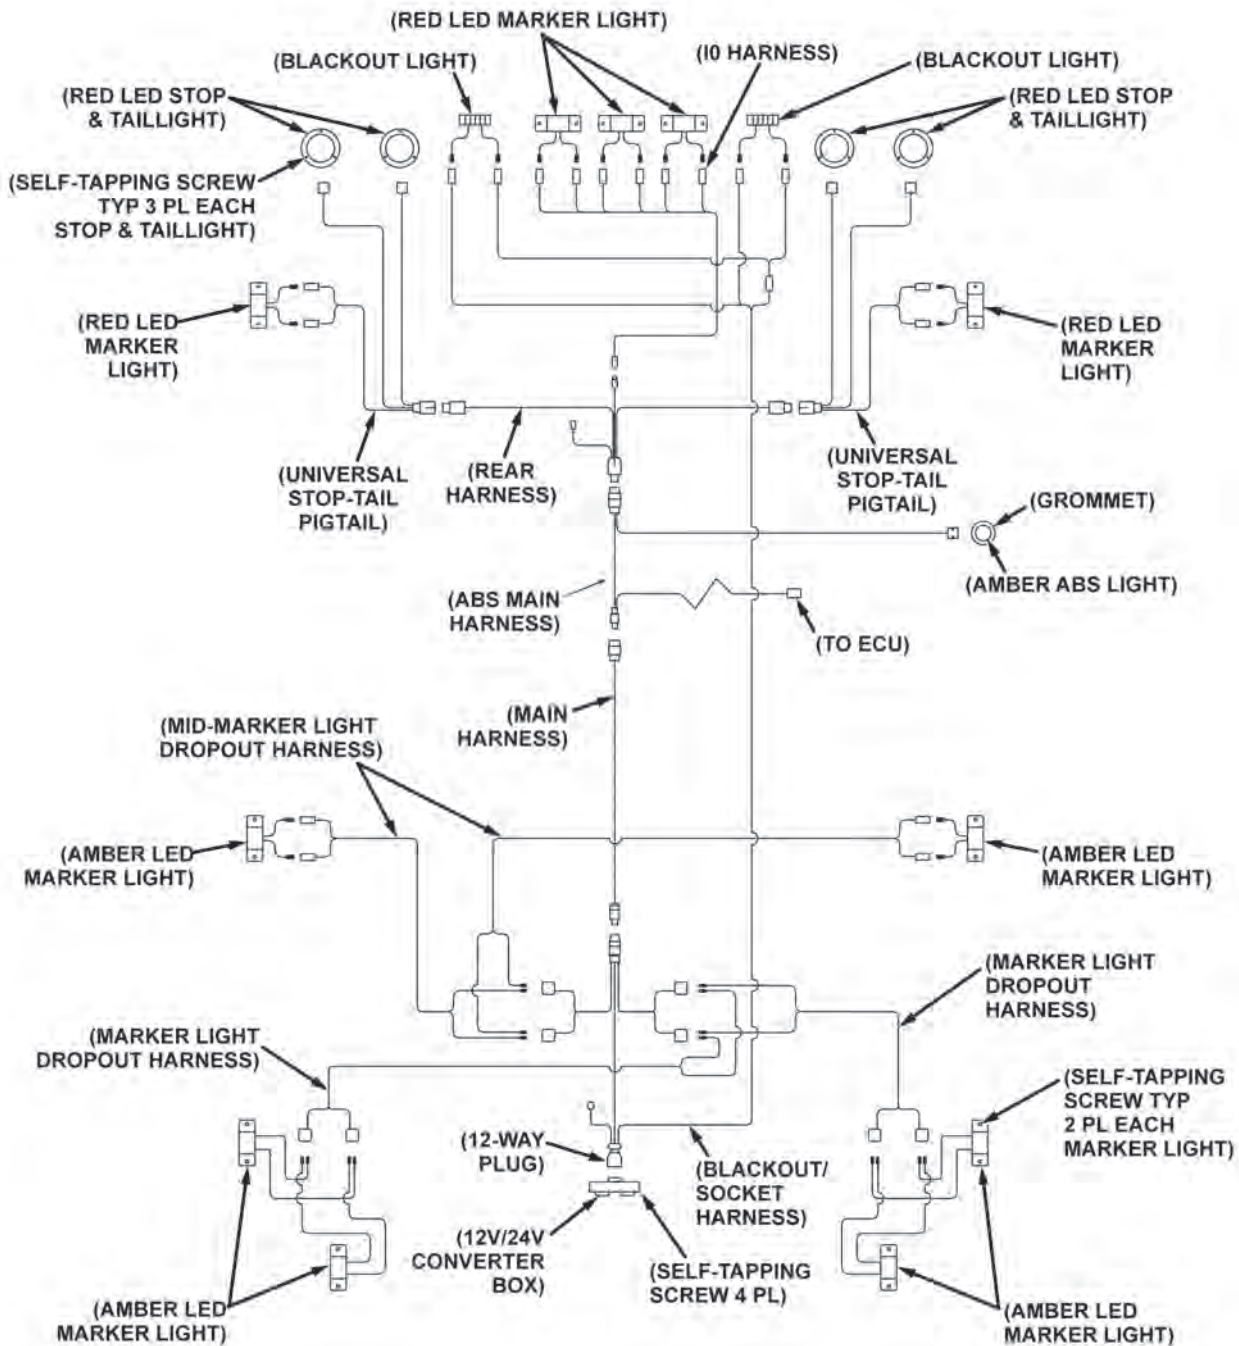 (RED LED MARKER LIGHT)
(BLACKOUT LIGHT)
(I0 HARNESS)
(BLACKOUT LIGHT)
(RED LED STOP
& TAILLIGHT)
(RED LED STOP
& TAILLIGHT)
(SELF-TAPPING SCREW
TYP 3 PL EACH
STOP & TAILLIGHT)
(RED LED
MARKER
LIGHT)
(RED LED
MARKER
LIGHT)
(UNIVERSAL
STOP-TAIL
PIGTAIL)
(REAR
HARNESS)
(UNIVERSAL
STOP-TAIL
PIGTAIL)
(GROMMET)
(AMBER ABS LIGHT)
(ABS MAIN
HARNESS)
(TO ECU)
(MAIN
HARNESS)
(MID-MARKER LIGHT
DROPOUT HARNESS)
(AMBER LED
MARKER LIGHT)
(AMBER LED
MARKER LIGHT)
(MARKER LIGHT
DROPOUT
HARNESS)
(MARKER LIGHT
DROPOUT HARNESS)
(SELF-TAPPING
SCREW TYP
2 PL EACH
MARKER LIGHT)
(12-WAY
PLUG)
(BLACKOUT/
SOCKET
HARNESS)
(12V/24V
CONVERTER
BOX)
(SELF-TAPPING
SCREW 4 PL)
(AMBER LED
MARKER LIGHT)
(AMBER LED
MARKER LIGHT)